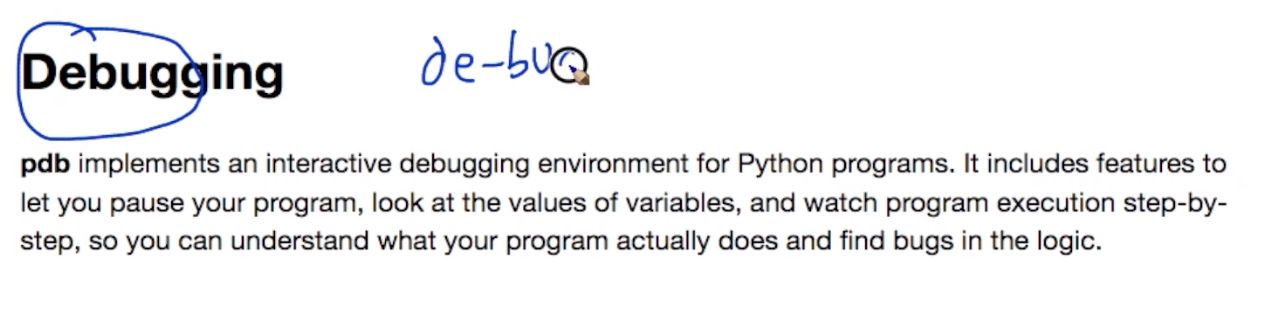 Debugging de-bug
pdb implements an interactive debugging environment for Python programs. It includes features to
let you pause your program, look at the values of variables, and watch program execution step-by-
step, so you can understand what your program actually does and find bugs in the logic.